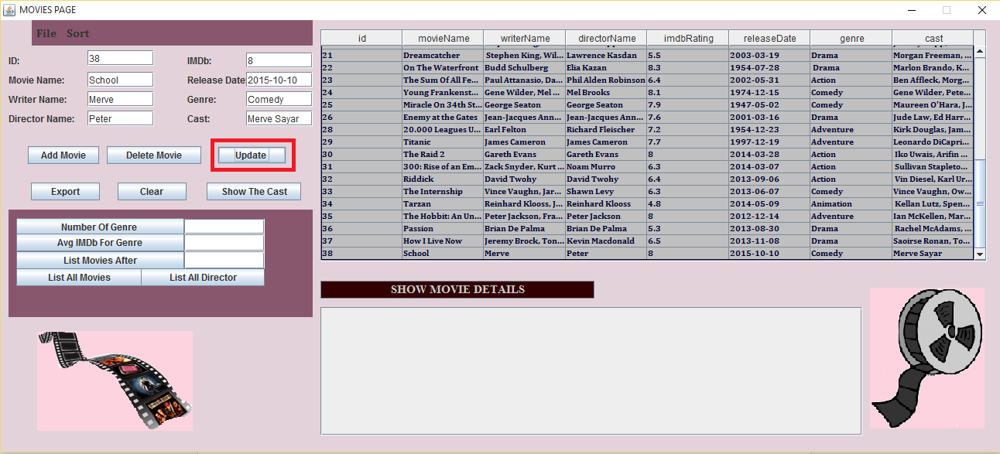 MOVIES PAGE
File Sort
ID: 38 IMDb: 8
Movie Name: School Release Date 2015-10-10
Writer Name: Merve Genre: Comedy
Director Name: Peter Cast: Merve Sayar
Add Movie Delete Movie Update
Export Clear Show The Cast
Number Of Genre
Avg IMDb For Genre
List Movies After
List All Movies List All Director
id movieName writerName directorName imdbRating releaseDate genre cast
21 Dreamcatcher Stephen King, Wil... Lawrence Kasdan 5.5 2003-03-19 Drama Morgan Freeman, ...
22 On The Waterfront Budd Schulberg Elia Kazan 8.3 1954-07-28 Drama Marlon Brando, K...
23 The Sum Of All Fe... Paul Attanasio, Da... Phil Alden Robinson 6.4 2002-05-31 Action Ben Affleck, Morg...
24 Young Frankenst... Gene Wilder, Mel ... Mel Brooks 8.1 1974-12-15 Comedy Gene Wilder, Pete...
25 Miracle On 34th St... George Seaton George Seaton 7.9 1947-05-02 Comedy Maureen O'Hara, J...
26 Enemy at the Gates Jean-Jacques Ann... Jean-Jacques Ann... 7.6 2001-03-16 Drama Jude Law, Ed Harr...
28 20.000 Leagues U... Earl Felton Richard Fleischer 7.2 1954-12-23 Adventure Kirk Douglas, Jam...
29 Titanic James Cameron James Cameron 7.7 1997-12-19 Adventure Leonardo DiCapri...
30 The Raid 2 Gareth Evans Gareth Evans 8 2014-03-28 Action Iko Uwais, Arifin ...
31 300: Rise of an Em... Zack Snyder, Kurt ... Noam Murro 6.3 2014-03-07 Action Sullivan Stapleto...
32 Riddick David Twohy David Twohy 6.4 2013-09-06 Action Vin Diesel, Karl Ur...
33 The Internship Vince Vaughn, Jar... Shawn Levy 6.3 2013-06-07 Comedy Vince Vaughn, Ow...
34 Tarzan Reinhard Klooss, J... Reinhard Klooss 4.8 2014-05-09 Animation Kellan Lutz, Spen...
35 The Hobbit: An Un... Peter Jackson, Fra... Peter Jackson 8 2012-12-14 Adventure Ian McKellen, Mar...
36 Passion Brian De Palma Brian De Palma 5.3 2013-08-30 Drama Rachel McAdams, ...
37 How I Live Now Jeremy Brock, Ton... Kevin Macdonald 6.5 2013-11-08 Drama Saoirse Ronan, To...
38 School Merve Peter 8 2015-10-10 Comedy Merve Sayar
SHOW MOVIE DETAILS